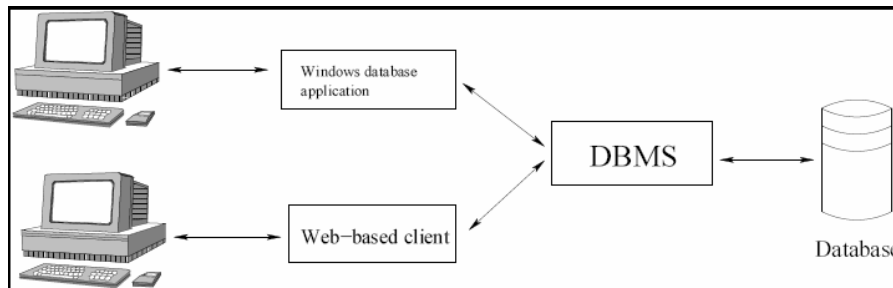 Windows database
application
DBMS
Web-based client
Database